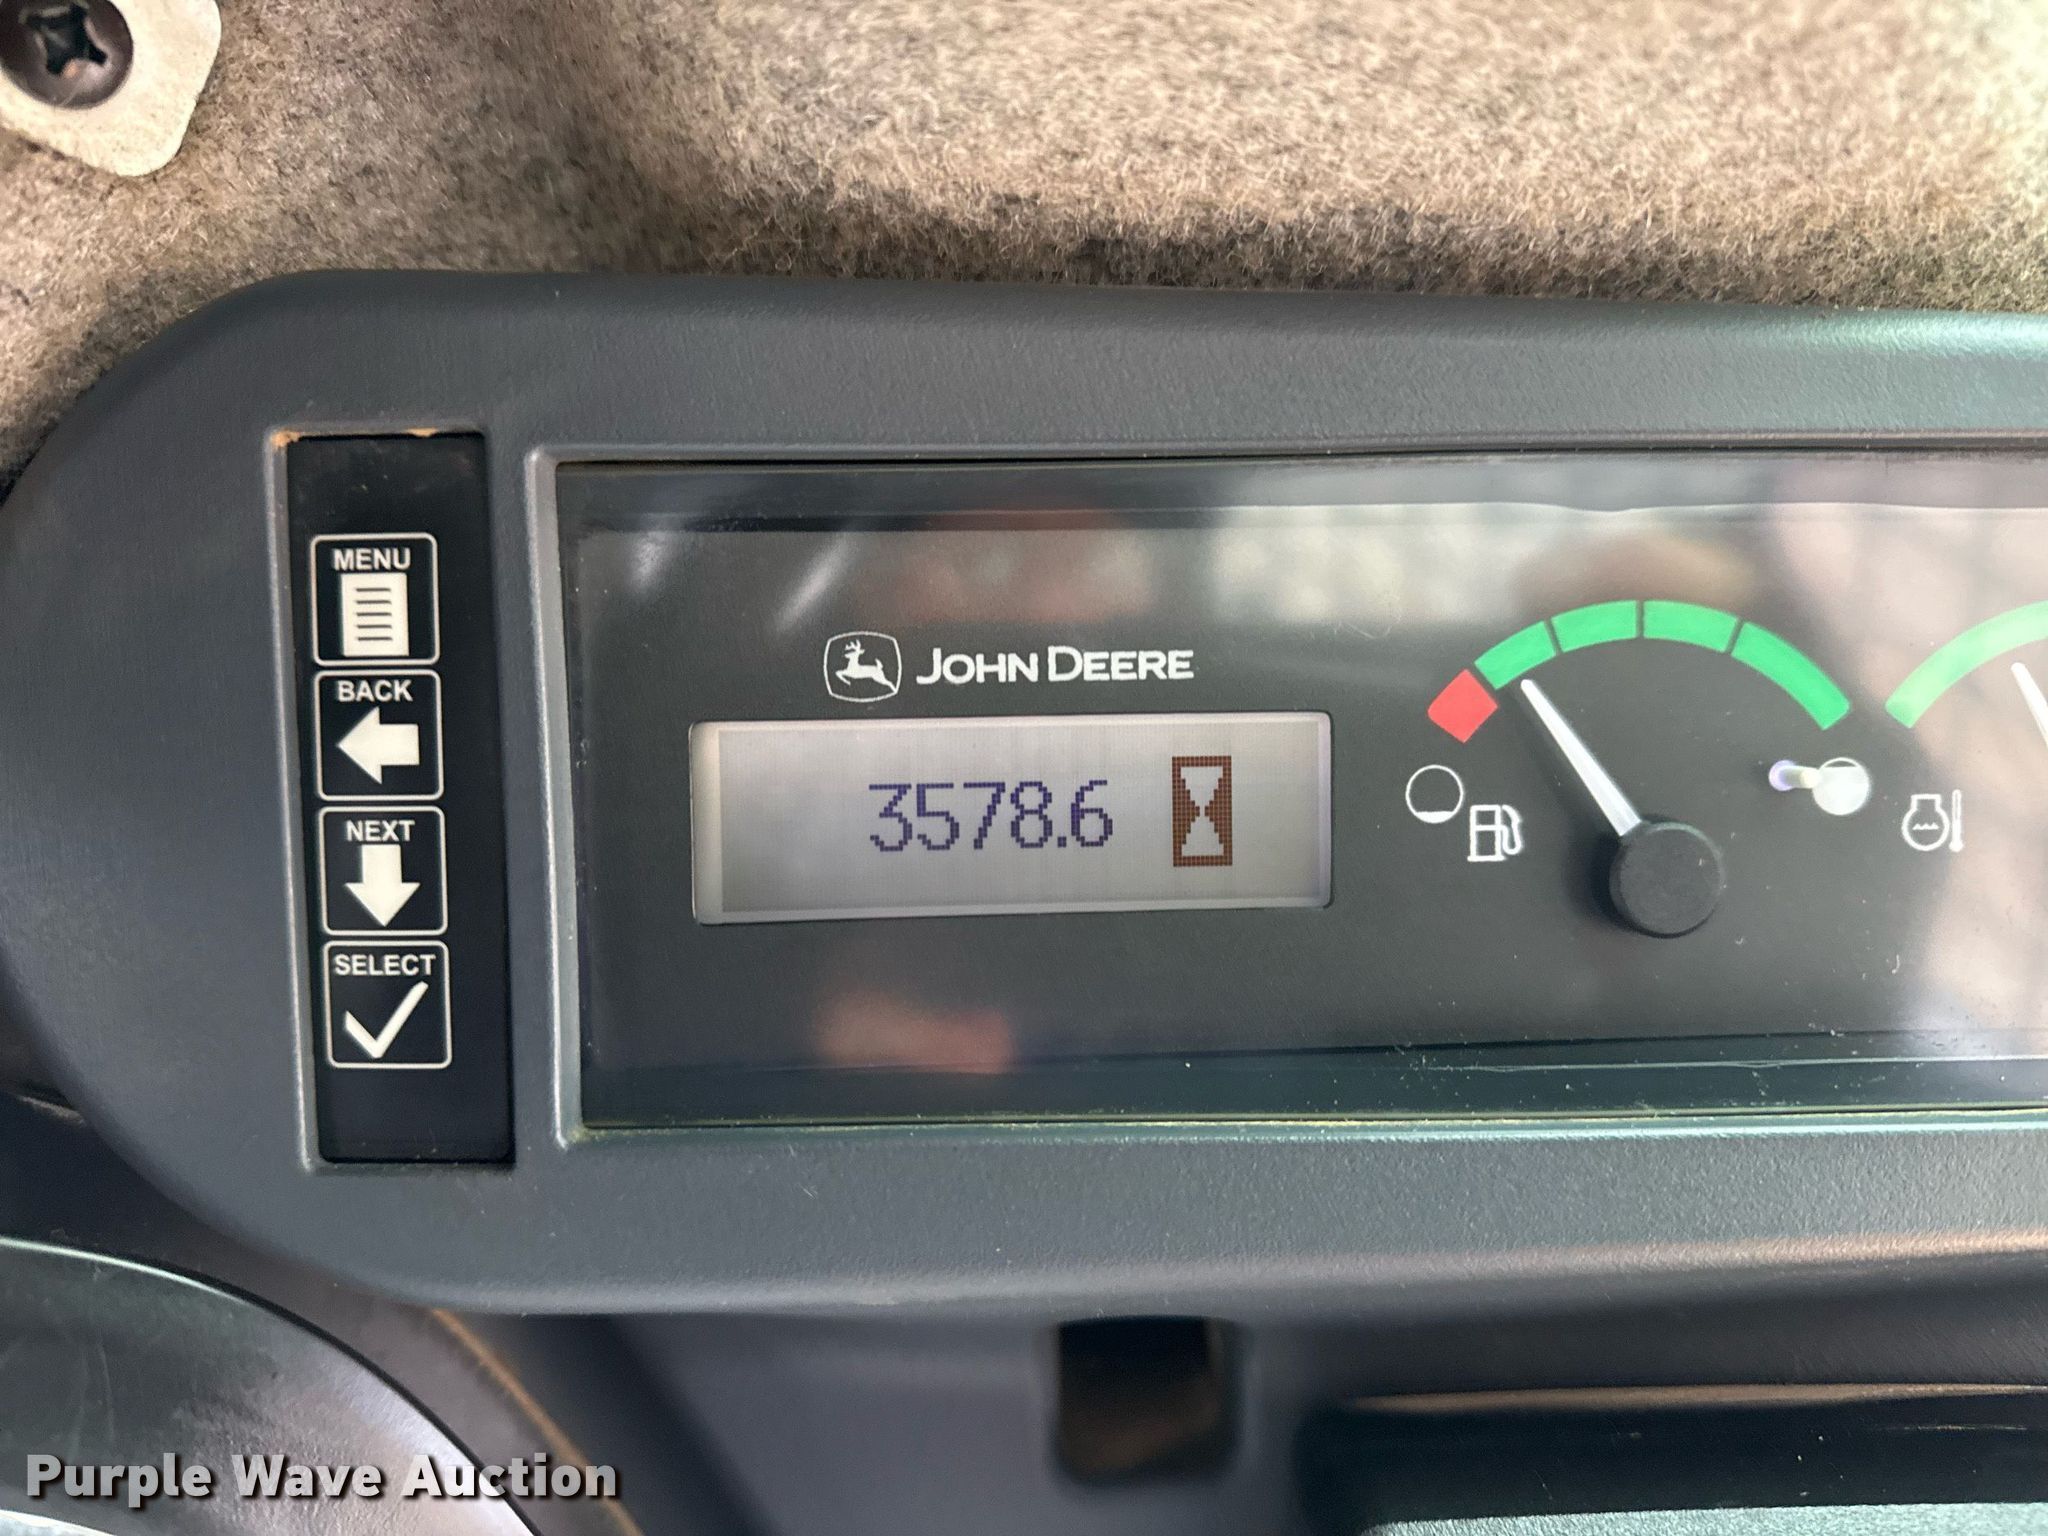 MENU
BACK
NEXT
SELECT
JOHN DEERE
3578.6
Purple Wave Auction